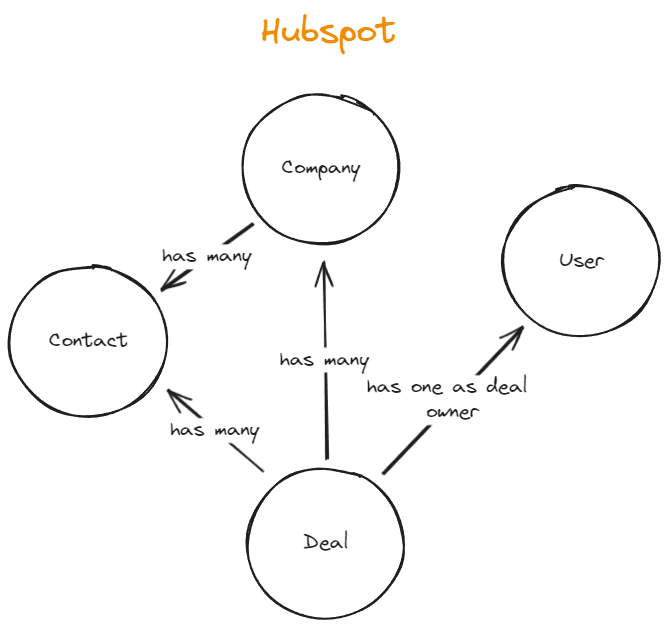 Hubspot
Company
User
has many
Contact
has many
has one as deal
owner
has many
Deal